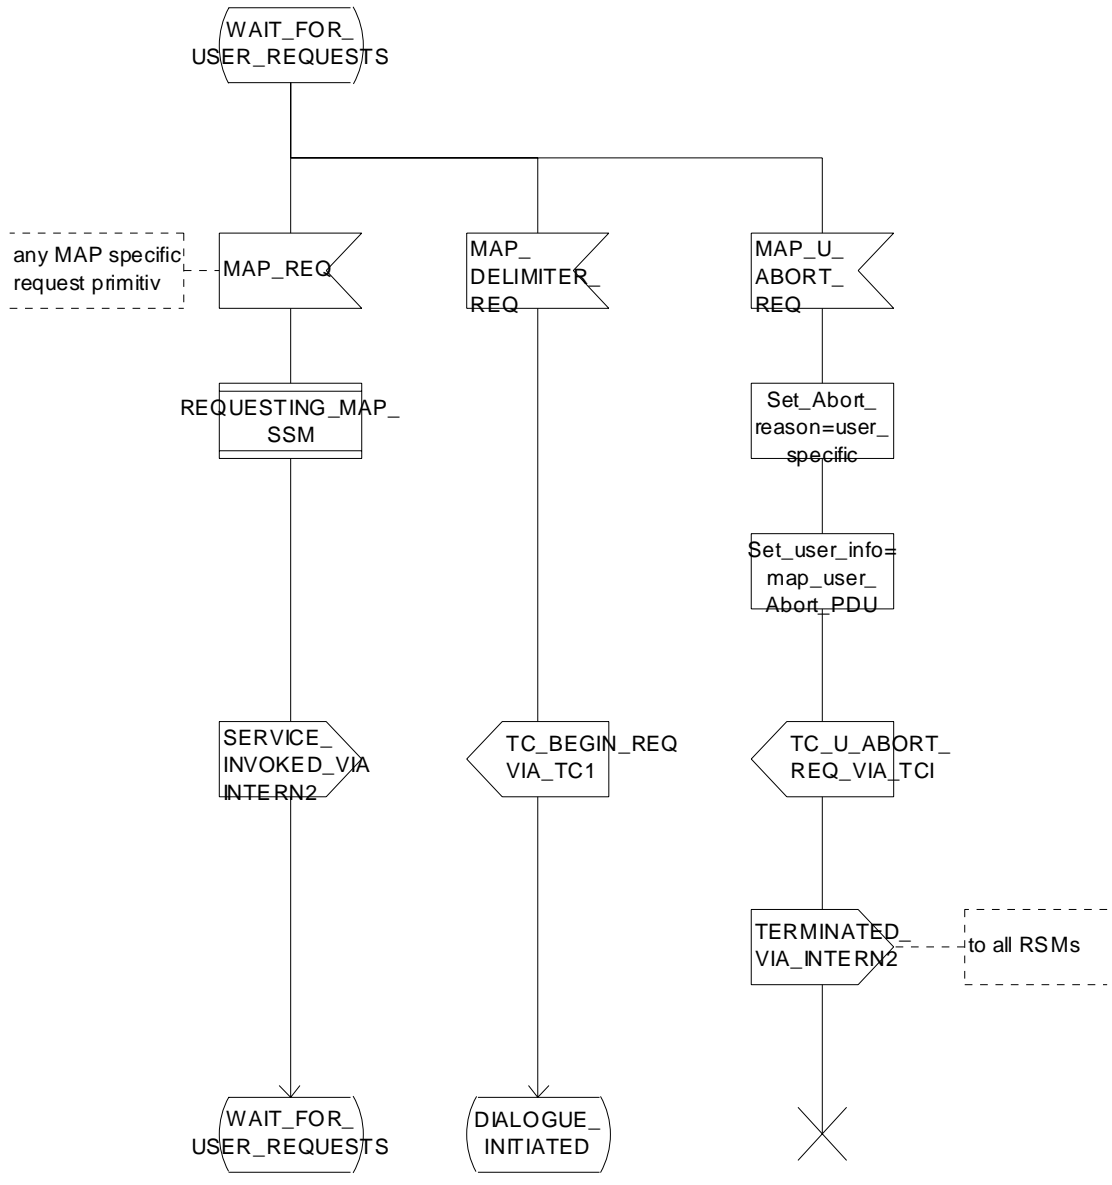 WAIT_FOR_
USER_REQUESTS
any MAP specific
request primitiv
MAP_REQ
MAP_
DELIMITER_
REQ
MAP_U_
ABORT_
REQ
REQUESTING_MAP_
SSM
Set_Abort_
reason=user_
specific
Set_user_info=
map_user_
Abort_PDU
SERVICE_
INVOKED_VIA
INTERN2
TC_BEGIN_REQ
VIA_TC1
TC_U_ABORT_
REQ_VIA_TCI
TERMINATED_
VIA_INTERN2
to all RSMs
WAIT_FOR_
USER_REQUESTS
DIALOGUE_
INITIATED